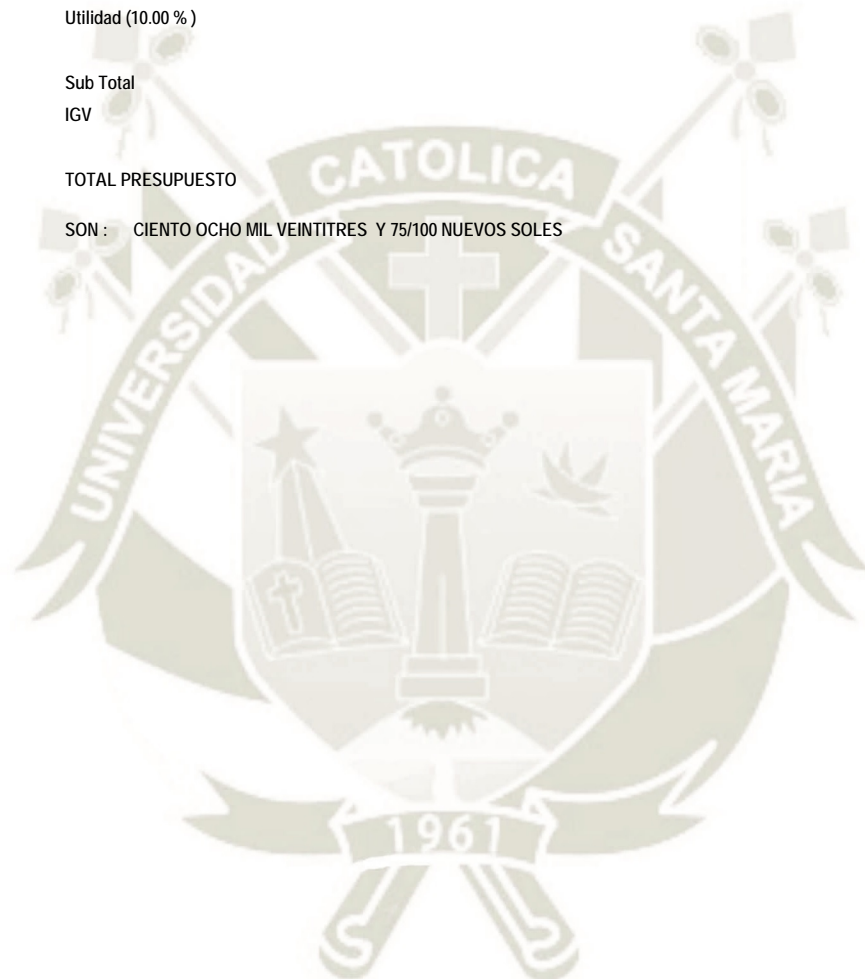 Utilidad (10.00 % )
Sub Total
IGV
TOTAL PRESUPUESTO
SON : CIENTO OCHO MIL VEINTITRES Y 75/100 NUEVOS SOLES
UNIVERSIDAD CATOLICA SANTA MARIA
1961